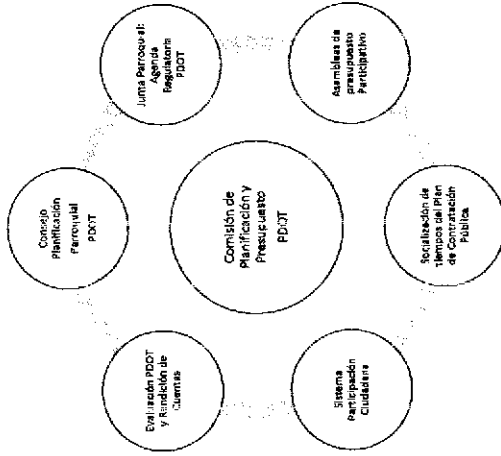 Sistema
Participación
Ciudadana
Evaluación PDOT
y Rendición de
Cuentas
Socialización de
tiempos del Plan
de Contratación
Pública
Comisión de
Planificación y
Presupuesto
PDOT
Consejo
Planificación
Parroquial
PDOT
Asambleas de
presupuesto
Participativo
Junta Parroquial:
Agenda
Regulatoria
PDOT